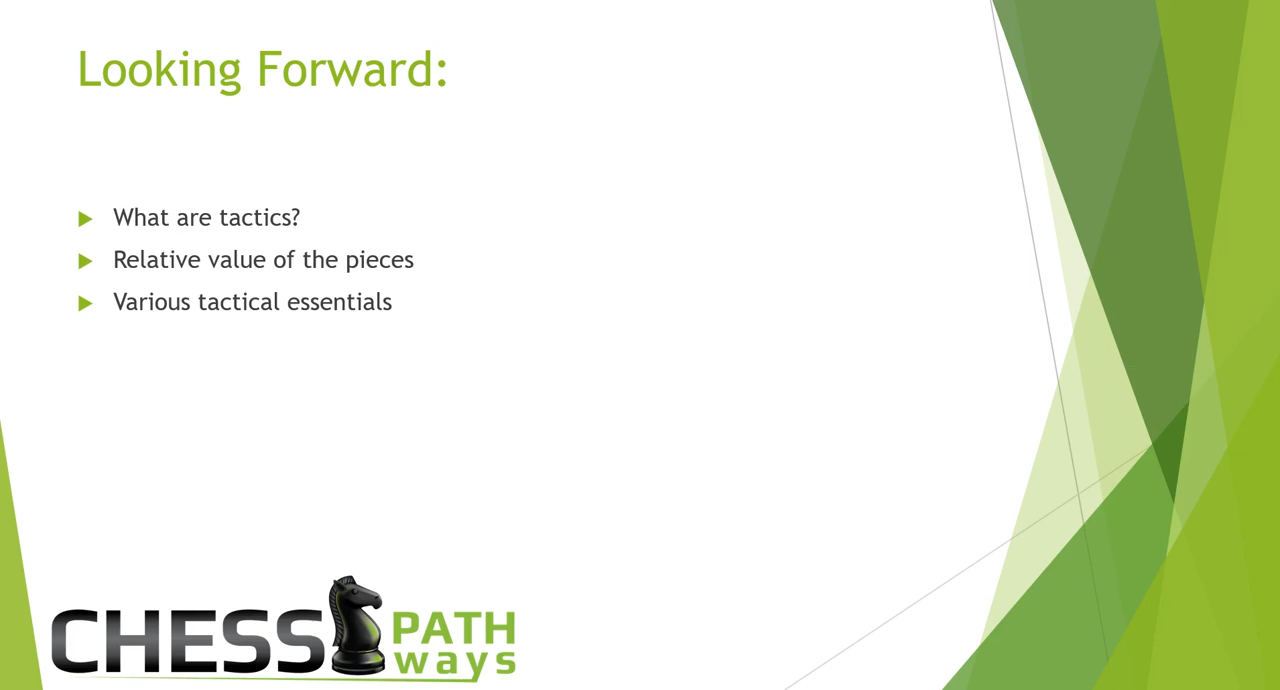 Looking Forward:
What are tactics?
Relative value of the pieces
Various tactical essentials
CHESS PATH
ways